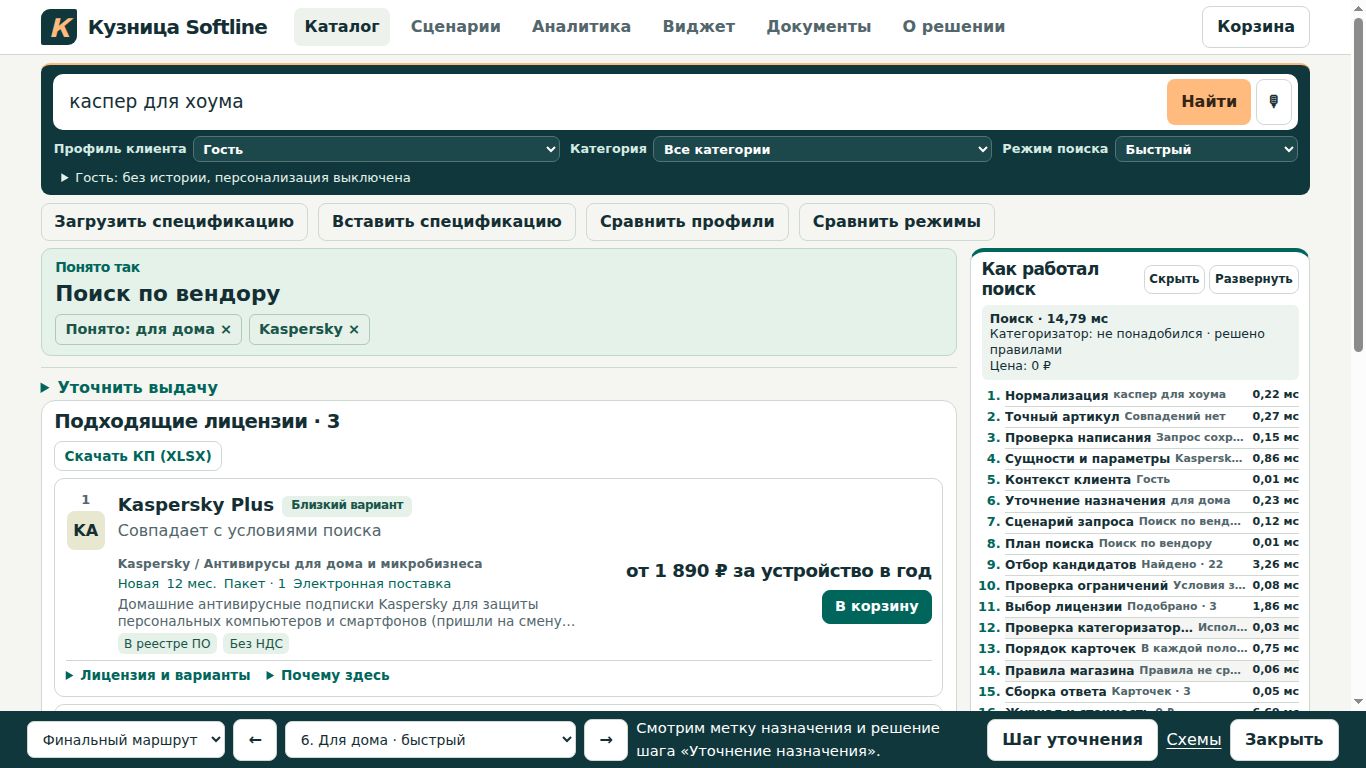 K Кузница Softline Каталог Сценарии Аналитика Виджет Документы О решении Корзина
каспер для хоума Найти
Профиль клиента Гость Категория Все категории Режим поиска Быстрый
Гость: без истории, персонализация выключена
Загрузить спецификацию Вставить спецификацию Сравнить профили Сравнить режимы
Понято так
Поиск по вендору
Понято: для дома × Kaspersky ×
Уточнить выдачу
Подходящие лицензии · 3
Скачать КП (XLSX)
1
KA
Kaspersky Plus Близкий вариант
Совпадает с условиями поиска
Kaspersky / Антивирусы для дома и микробизнеса
Новая 12 мес. Пакет · 1 Электронная поставка
Домашние антивирусные подписки Kaspersky для защиты
персональных компьютеров и смартфонов (пришли на смену...
В реестре ПО Без НДС
от 1 890 ₽ за устройство в год
В корзину
Лицензия и варианты Почему здесь
Как работал
поиск
Скрыть Развернуть
Поиск · 14,79 мс
Категоризатор: не понадобился · решено
правилами
Цена: 0 ₽
1. Нормализация каспер для хоума 0,22 мс
2. Точный артикул Совпадений нет 0,27 мс
3. Проверка написания Запрос сохр... 0,15 мс
4. Сущности и параметры Kaspersk... 0,86 мс
5. Контекст клиента Гость 0,01 мс
6. Уточнение назначения для дома 0,23 мс
7. Сценарий запроса Поиск по венд... 0,12 мс
8. План поиска Поиск по вендору 0,01 мс
9. Отбор кандидатов Найдено · 22 3,26 мс
10. Проверка ограничений Условия з... 0,08 мс
11. Выбор лицензии Подобрано · 3 1,86 мс
12. Проверка категоризатор... Испол... 0,03 мс
13. Порядок карточек В каждой поло... 0,75 мс
14. Правила магазина Правила не ср... 0,06 мс
15. Сборка ответа Карточек · 3 0,05 мс
Финальный маршрут ← 6. Для дома · быстрый →
Смотрим метку назначения и решение
шага «Уточнение назначения».
Шаг уточнения Схемы Закрыть